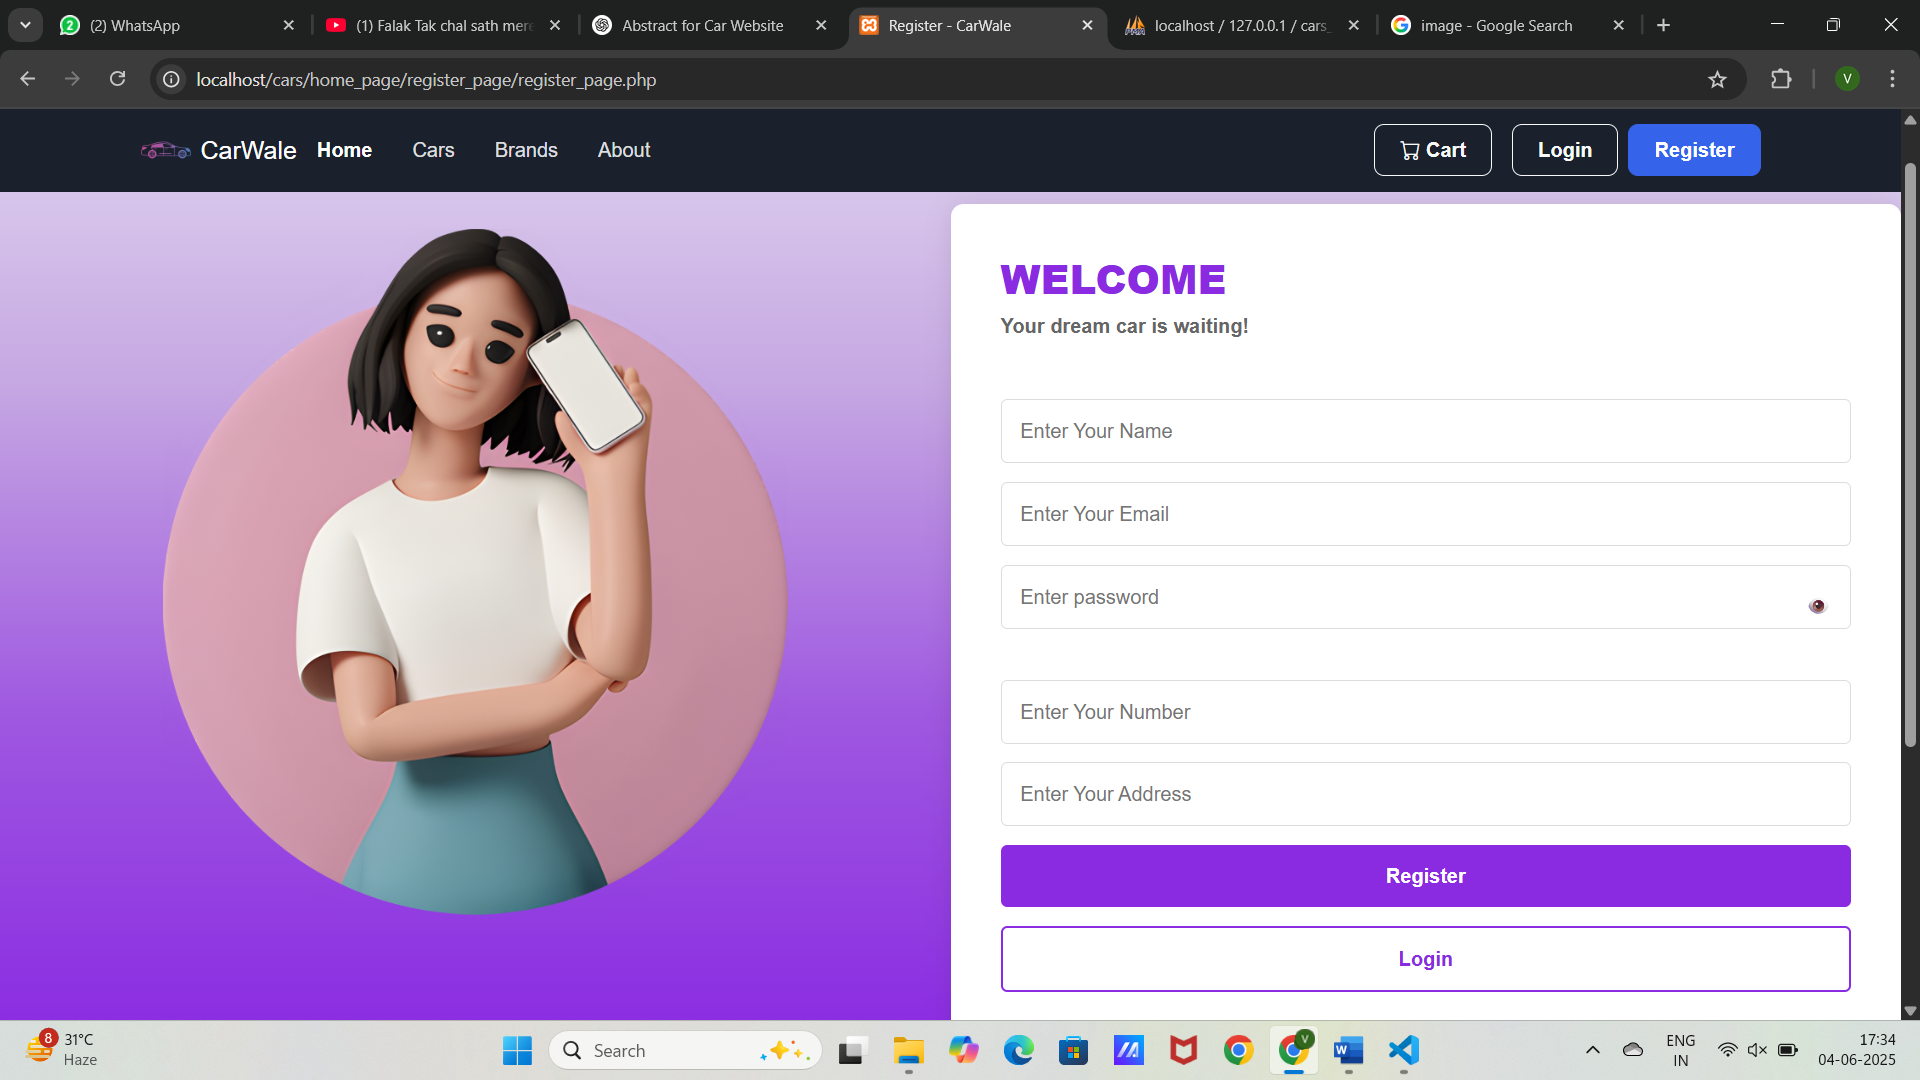 2 (2) WhatsApp
(1) Falak Tak chal sath mere
Abstract for Car Website
Register - CarWale
localhost / 127.0.0.1 / cars_
image - Google Search
localhost/cars/home_page/register_page/register_page.php
V
CarWale Home Cars Brands About
Cart Login Register
WELCOME
Your dream car is waiting!
Enter Your Name
Enter Your Email
Enter password
Enter Your Number
Enter Your Address
Register
Login
8 31°C
Haze
Search
V
W
ENG
IN
17:34
04-06-2025